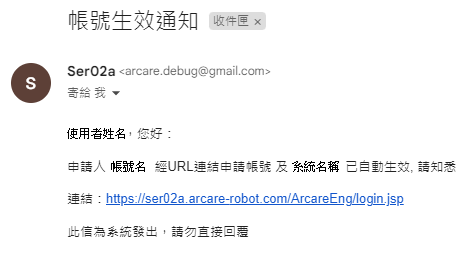 帳號生效通知 收件匣 ×
S
Ser02a <arcare.debug@gmail.com>
寄給 我
使用者姓名, 您好：
申請人 帳號名 經URL連結申請帳號 及 系統名稱 已自動生效, 請知悉
連結：https://ser02a.arcare-robot.com/ArcareEng/login.jsp
此信為系統發出，請勿直接回覆